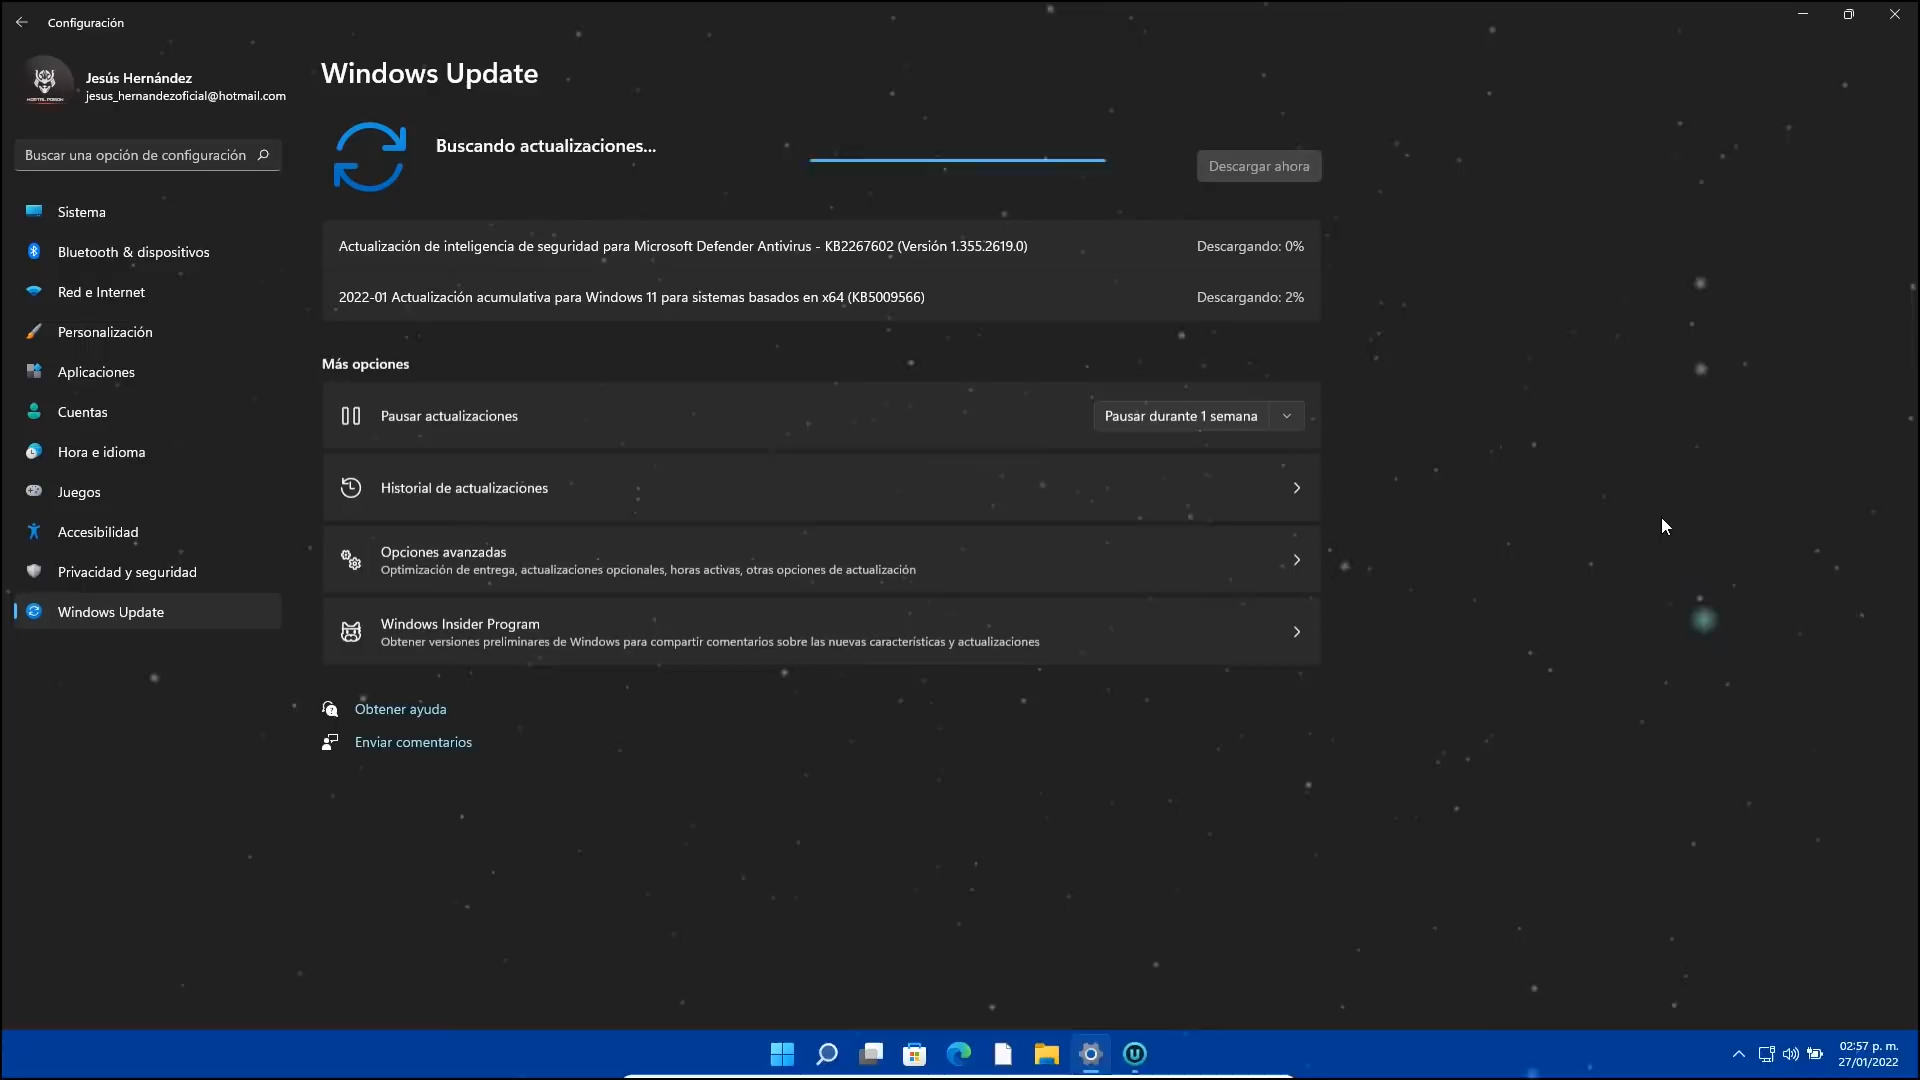 Configuración
Jesús Hernández
jesus_hernandezoficial@hotmail.com
Buscar una opción de configuración
Sistema
Bluetooth & dispositivos
Red e Internet
Personalización
Aplicaciones
Cuentas
Hora e idioma
Juegos
Accesibilidad
Privacidad y seguridad
Windows Update
Windows Update
Buscando actualizaciones...
Descargar ahora
Actualización de inteligencia de seguridad para Microsoft Defender Antivirus - KB2267602 (Versión 1.355.2619.0) Descargando: 0%
2022-01 Actualización acumulativa para Windows 11 para sistemas basados en x64 (KB5009566) Descargando: 2%
Más opciones
Pausar actualizaciones Pausar durante 1 semana
Historial de actualizaciones
Opciones avanzadas
Optimización de entrega, actualizaciones opcionales, horas activas, otras opciones de actualización
Windows Insider Program
Obtener versiones preliminares de Windows para compartir comentarios sobre las nuevas características y actualizaciones
Obtener ayuda
Enviar comentarios
02:57 p. m.
27/01/2022